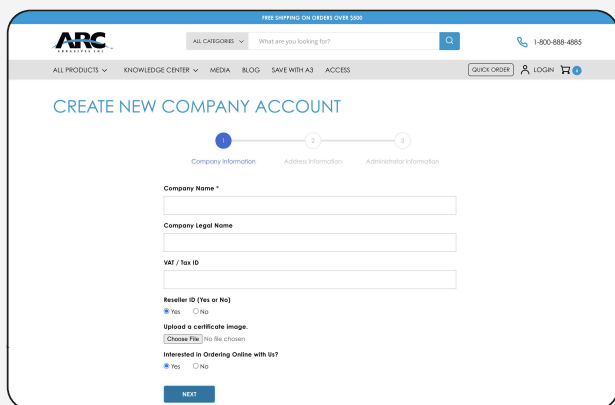 FREE SHIPPING ON ORDERS OVER $500
ARC
ABRASIVES INC
ALL CATEGORIES
What are you looking for?
1-800-888-4885
ALL PRODUCTS
KNOWLEDGE CENTER
MEDIA
BLOG
SAVE WITH A3
ACCESS
QUICK ORDER
LOGIN
CREATE NEW COMPANY ACCOUNT
1
2
3
Company Information
Address Information
Administrator Information
Company Name *
Company Legal Name
VAT / Tax ID
Reseller ID (Yes or No)
Yes
No
Upload a certificate image.
Choose File No file chosen
Interested in Ordering Online with Us?
Yes
No
NEXT